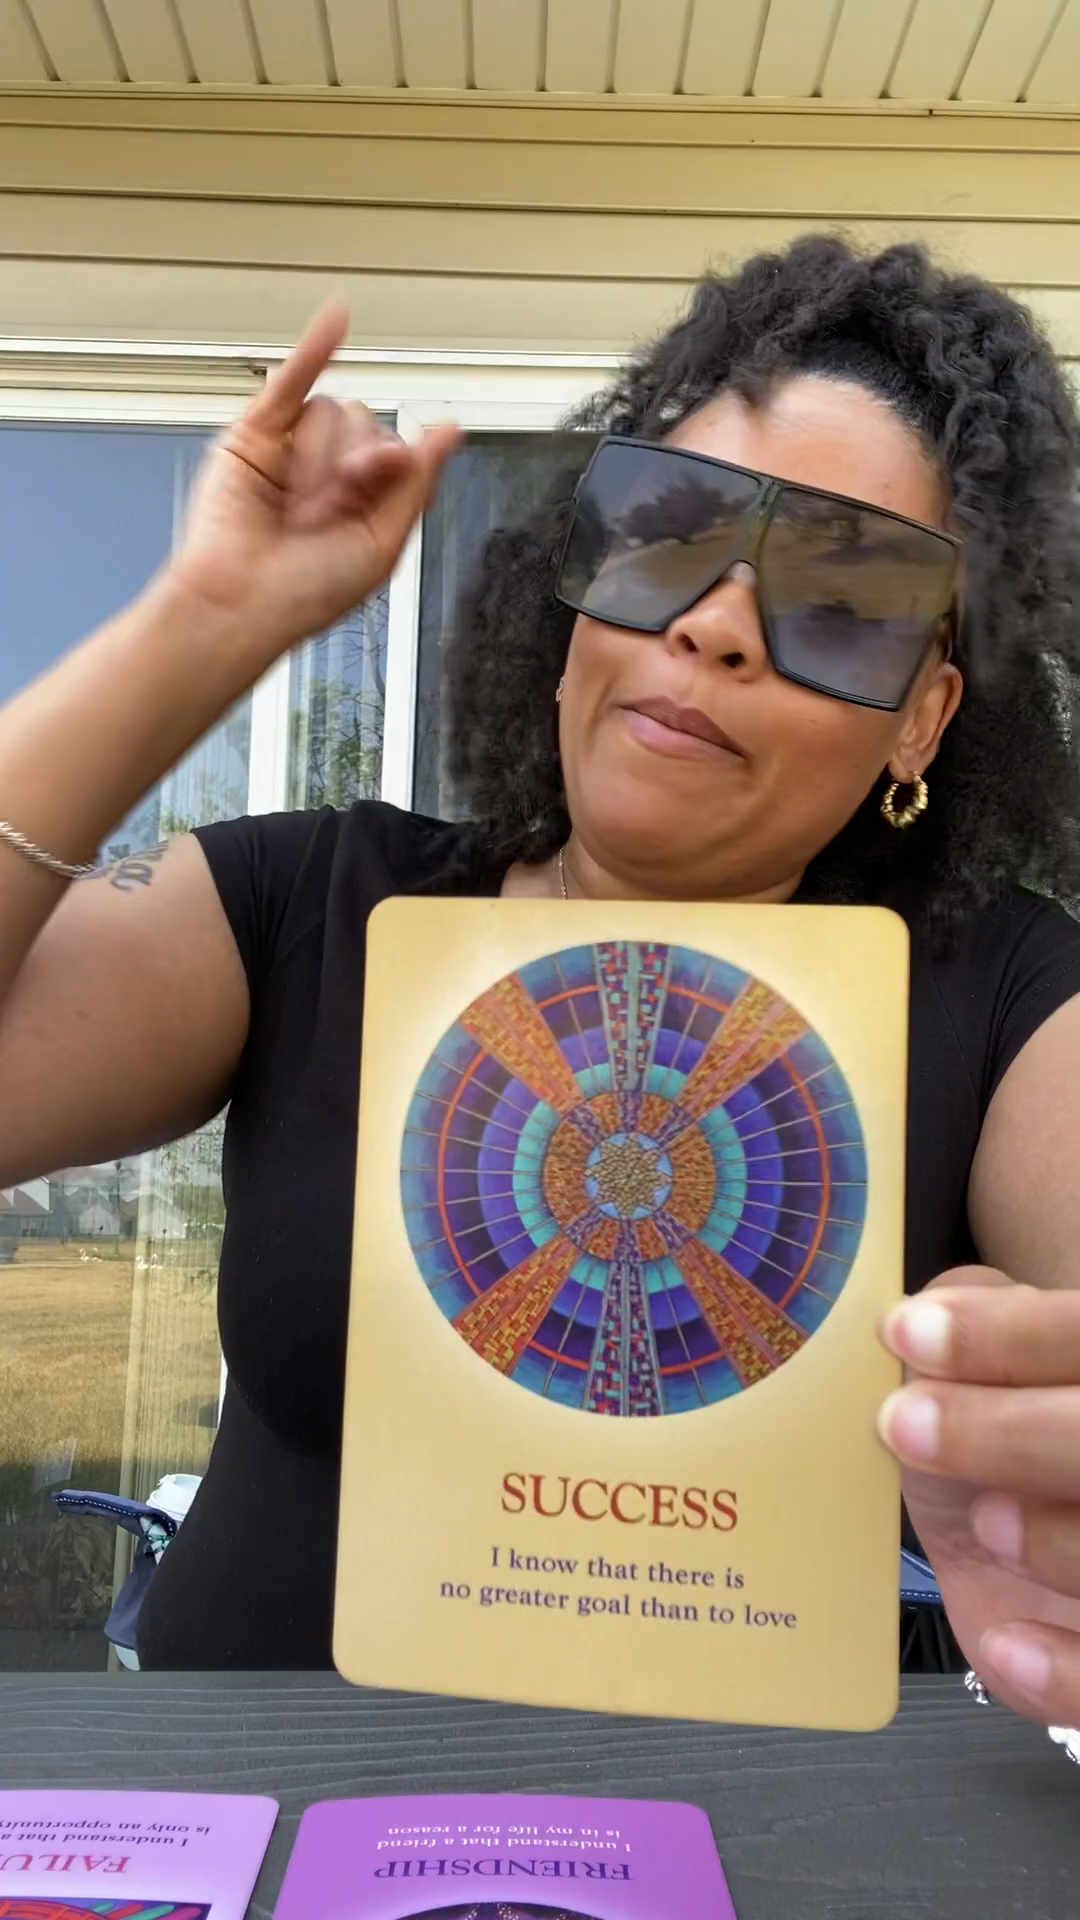 SUCCESS
I know that there is
no greater goal than to love
FRIENDSHIP
I understand that a friend
is in my life for a reason
I understand that a
is only an opportunity